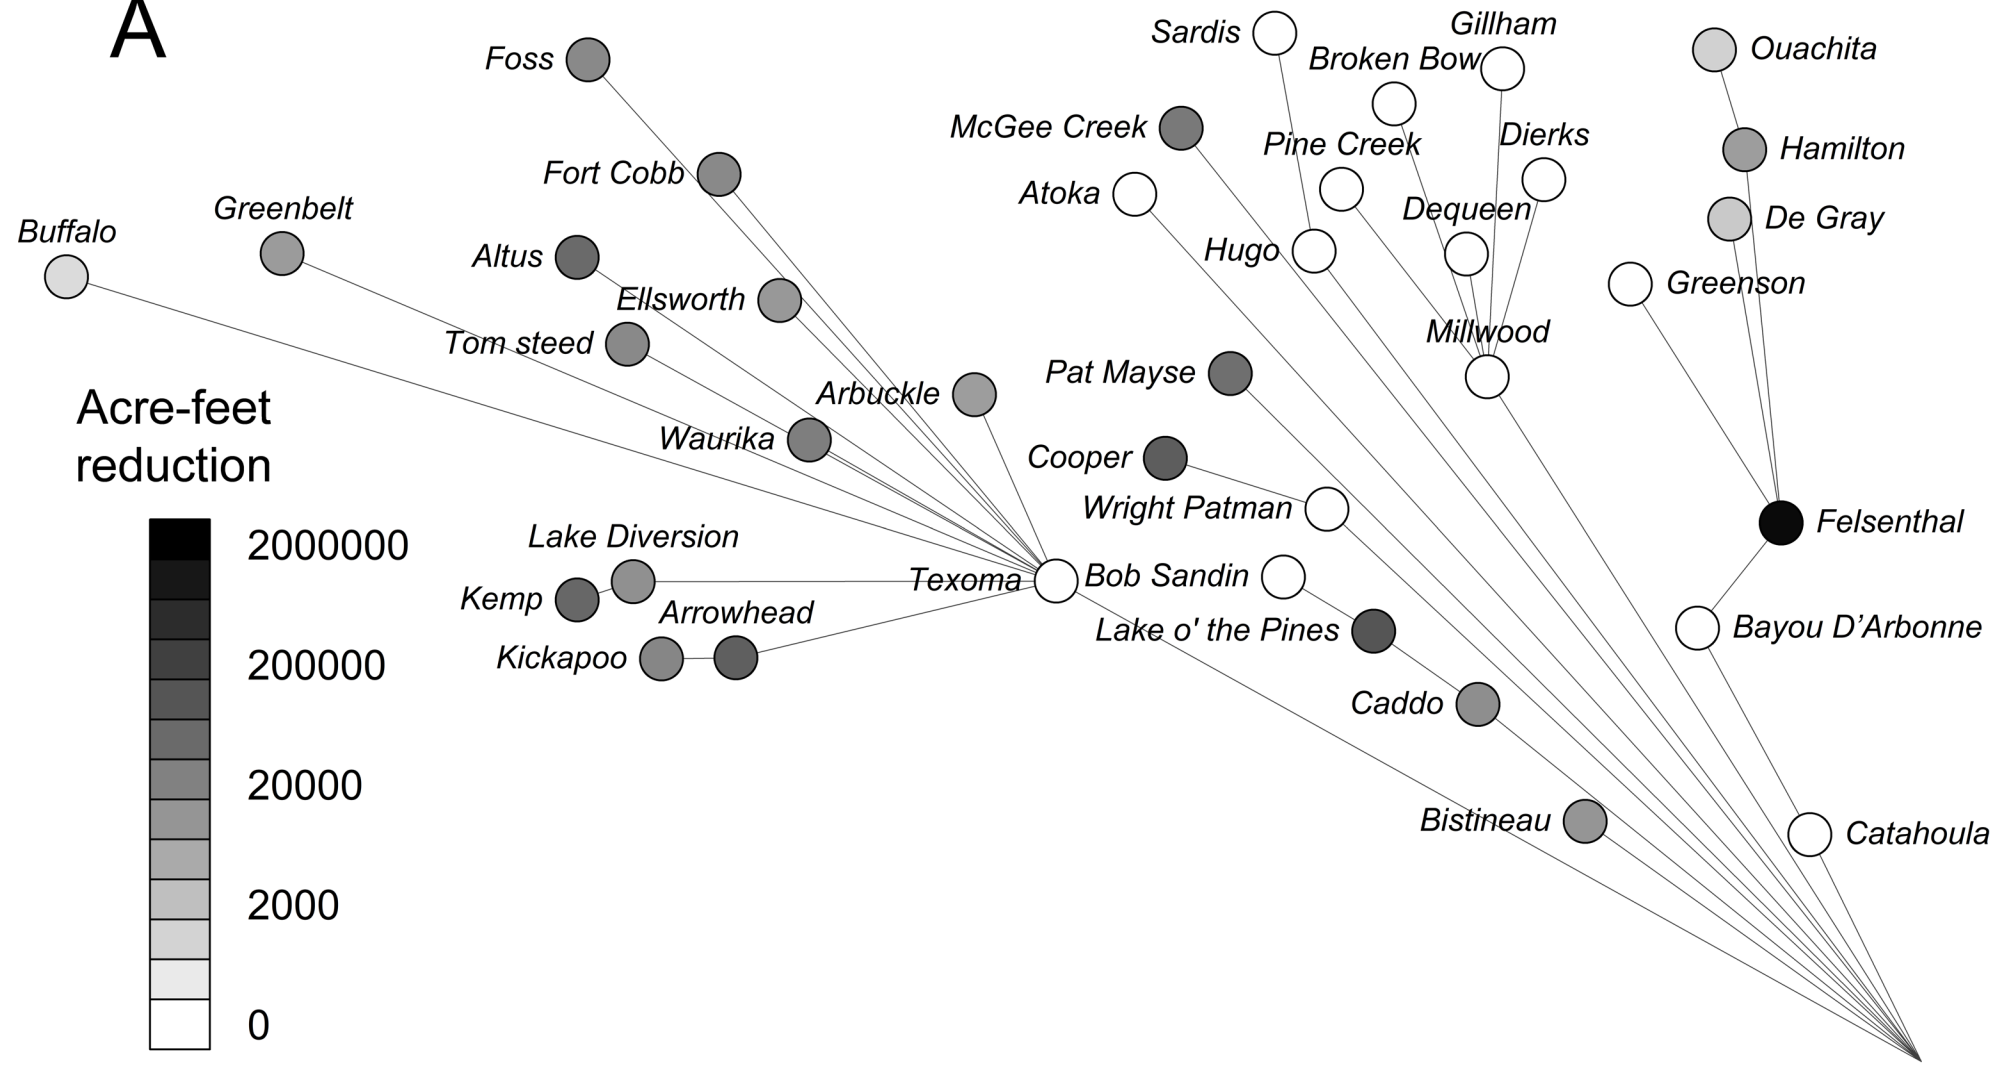 A
Sardis
Gillham
Foss
Broken Bow
Ouachita
McGee Creek
Pine Creek
Dierks
Hamilton
Fort Cobb
Atoka
Dequeen
De Gray
Greenbelt
Buffalo
Altus
Hugo
Greenson
Ellsworth
Tom steed
Millwood
Pat Mayse
Arbuckle
Acre-feet
reduction
Waurika
Cooper
Wright Patman
Felsenthal
2000000
Lake Diversion
Texoma
Bob Sandin
Kemp
Arrowhead
Lake o' the Pines
Bayou D’Arbonne
Kickapoo
200000
Caddo
20000
Bistineau
Catahoula
2000
0